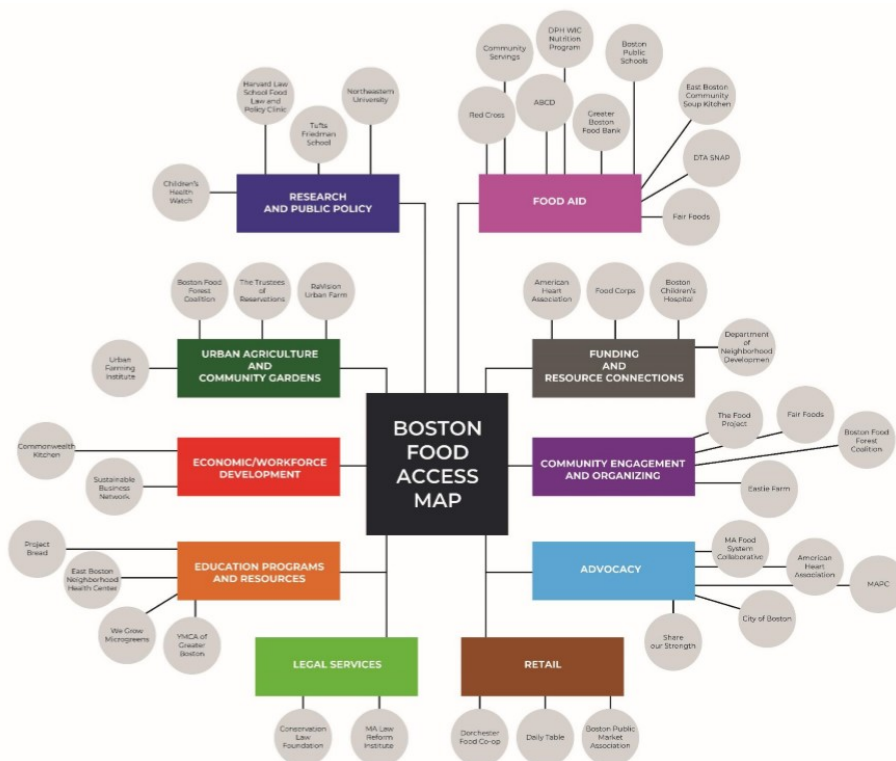 DPH WIC
Nutrition
Program
Community
Servings
Boston
Public
Schools
Harvard Law
School Food
Law and
Policy Clinic
Northeastern
University
East Boston
Community
Soup Kitchen
Red Cross
ABCD
Greater
Boston
Food Bank
Tufts
Friedman
School
DTA SNAP
Children's
Health
Watch
RESEARCH
AND PUBLIC POLICY
FOOD AID
Fair Foods
Boston Food
Forest
Coalition
The Trustees
of
Reservations
ReVision
Urban Farm
American
Heart
Association
Food Corps
Boston
Children's
Hospital
Urban
Farming
Institute
URBAN AGRICULTURE
AND
COMMUNITY GARDENS
FUNDING
AND
RESOURCE CONNECTIONS
Department
of
Neighborhood
Developmen
BOSTON
FOOD
ACCESS
MAP
Commonwealth
Kitchen
Sustainable
Business
Network
ECONOMIC/WORKFORCE
DEVELOPMENT
COMMUNITY ENGAGEMENT
AND ORGANIZING
The Food
Project
Fair Foods
Boston Food
Forest
Coalition
Eastie Farm
Project
Bread
East Boston
Neighborhood
Health Center
We Grow
Microgreens
YMCA of
Greater
Boston
EDUCATION PROGRAMS
AND RESOURCES
ADVOCACY
MA Food
System
Collaborative
American
Heart
Association
MAPC
City of Boston
Share
our Strength
LEGAL SERVICES
RETAIL
Conservation
Law
Foundation
MA Law
Reform
Institute
Dorchester
Food Co-op
Daily Table
Boston Public
Market
Association